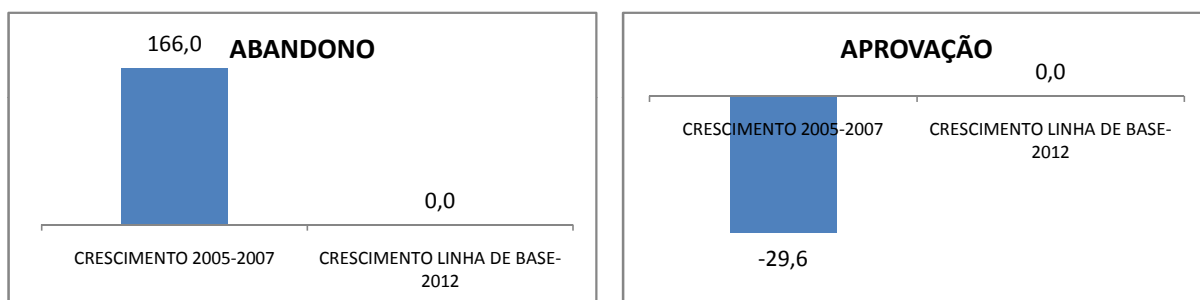 ABANDONO
166,0
0,0
CRESCIMENTO 2005-2007
CRESCIMENTO LINHA DE BASE-
2012
APROVAÇÃO
0,0
CRESCIMENTO 2005-2007
CRESCIMENTO LINHA DE BASE-
2012
-29,6